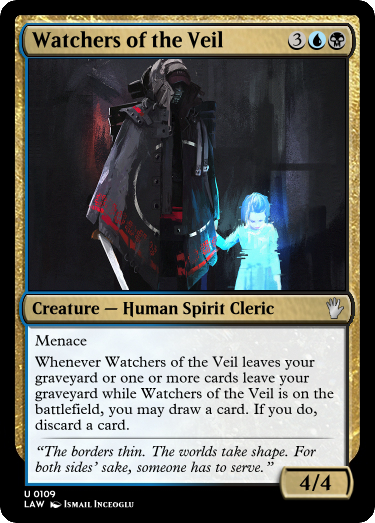 Watchers of the Veil 3
Creature — Human Spirit Cleric
Menace
Whenever Watchers of the Veil leaves your
graveyard or one or more cards leave your
graveyard while Watchers of the Veil is on the
battlefield, you may draw a card. If you do,
discard a card.
“The borders thin. The worlds take shape. For
both sides’ sake, someone has to serve.”
4/4
U 0109
LAW Ismail Inceoglu